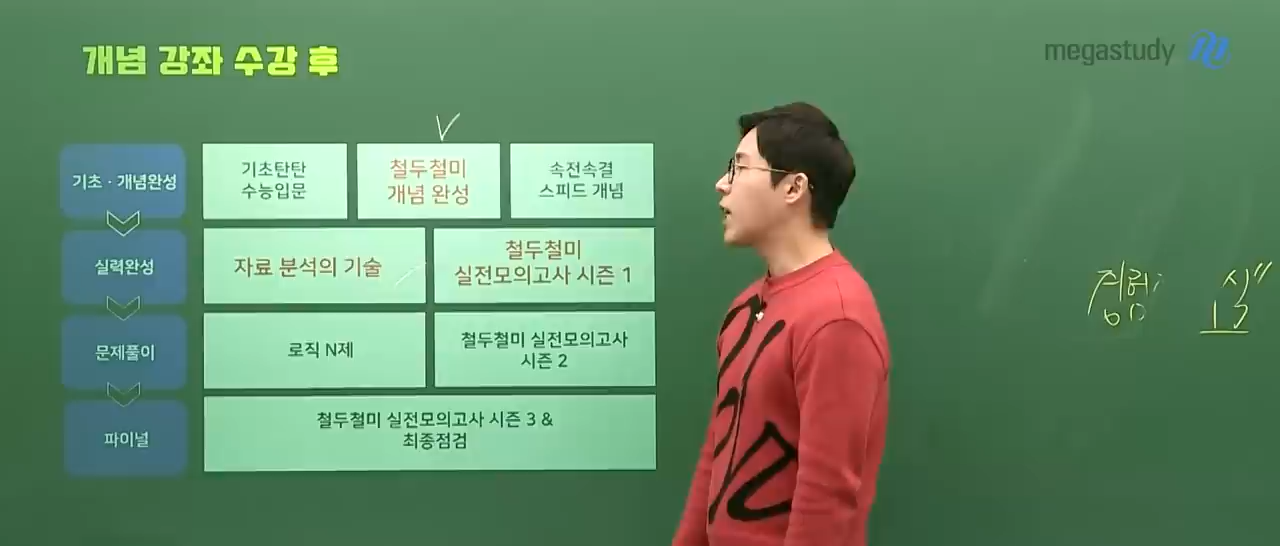 개념 강좌 수강 후
megastudy
기초 · 개념완성
기초탄탄
수능입문
철두철미
개념 완성
속전속결
스피드 개념
실력완성
자료 분석의 기술
철두철미
실전모의고사 시즌 1
문제풀이
로직 N제
철두철미 실전모의고사
시즌 2
파이널
철두철미 실전모의고사 시즌 3 &
최종점검